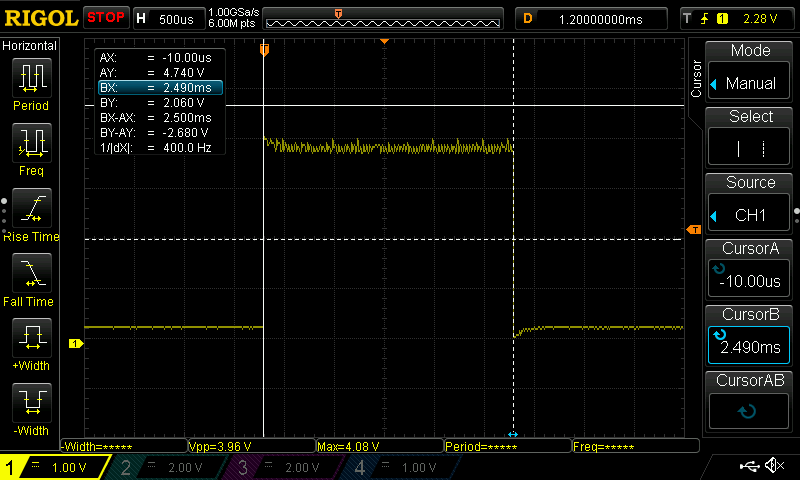 RIGOL STOP H 500us 1.00GSa/s 6.00M pts T D 1.20000000ms T 1 2.28 V
Horizontal
Period
Freq
Rise Time
Fall Time
+Width
-Width
T
AX: = -10.00us
AY: = 4.740 V
BX: = 2.490ms
BY: = 2.060 V
BX-AX: = 2.500ms
BY-AY: = -2.680 V
1/|dX|: = 400.0 Hz
T
1
Cursor
Mode
Manual
Select
Source
CH1
CursorA
-10.00us
CursorB
2.490ms
CursorAB
-Width=***** Vpp=3.96 V Max=4.08 V Period=***** Freq=*****
1 = 1.00 V 2 = 2.00 V 3 = 2.00 V 4 = 1.00 V